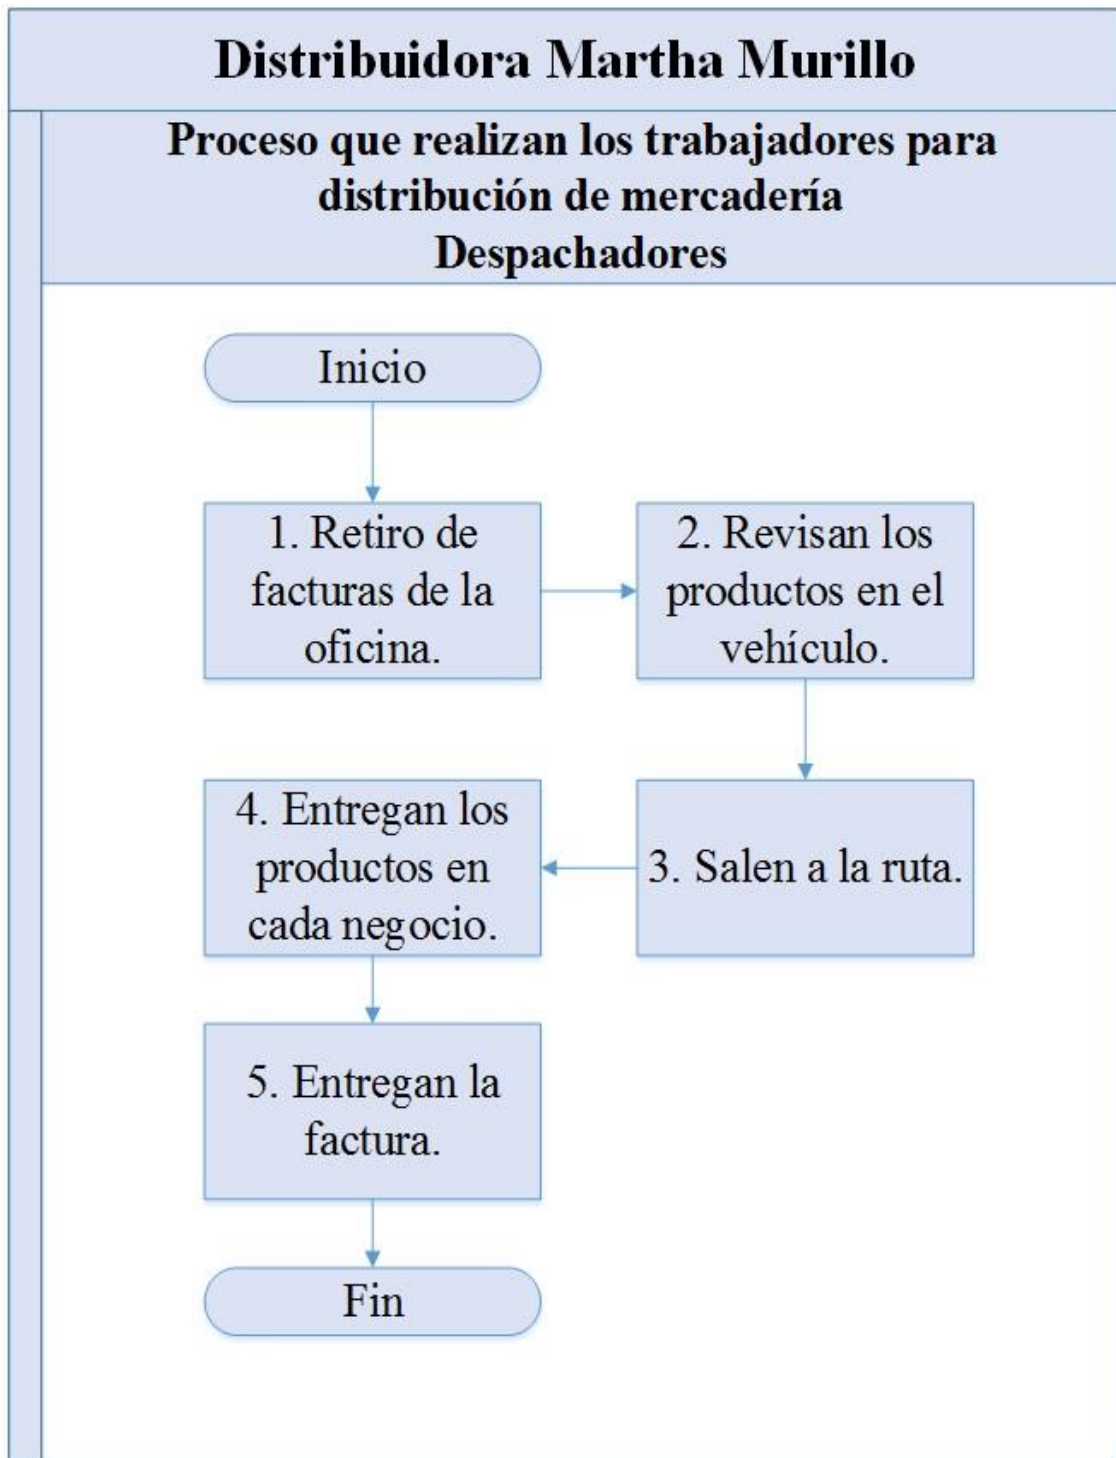 Distribuidora Martha Murillo
Proceso que realizan los trabajadores para
distribución de mercadería
Despachadores
Inicio
1. Retiro de
facturas de la
oficina.
2. Revisan los
productos en el
vehículo.
3. Salen a la ruta.
4. Entregan los
productos en
cada negocio.
5. Entregan la
factura.
Fin